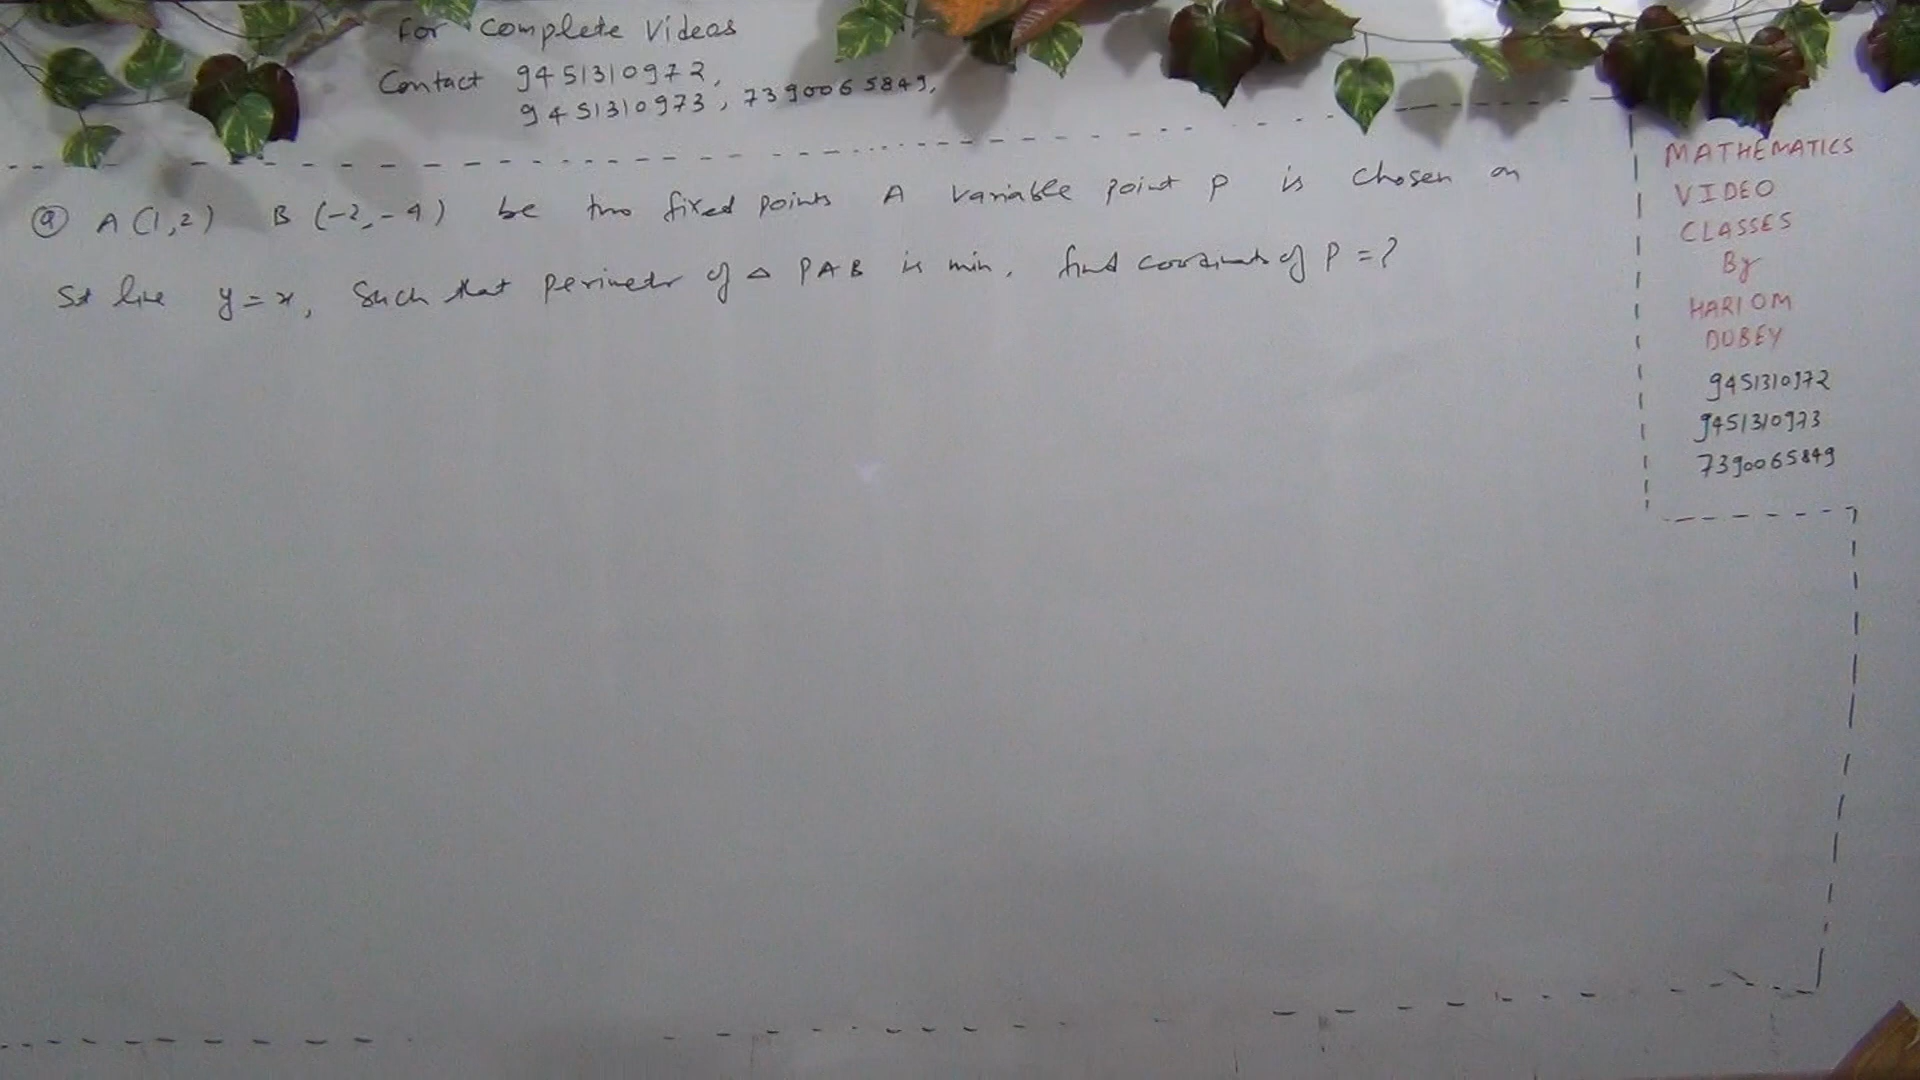 For Complete Videos
Contact 9451310972,
9451310973, 7390065849,
Q A(1,2) B(-2,-4) be two fixed points A variable point P is chosen on
St line y=x, Such that perimeter of △ PAB is min, find coordinates of P=?
MATHEMATICS
VIDEO
CLASSES
By
HARIOM
DUBEY
9451310972
9451310973
7390065849